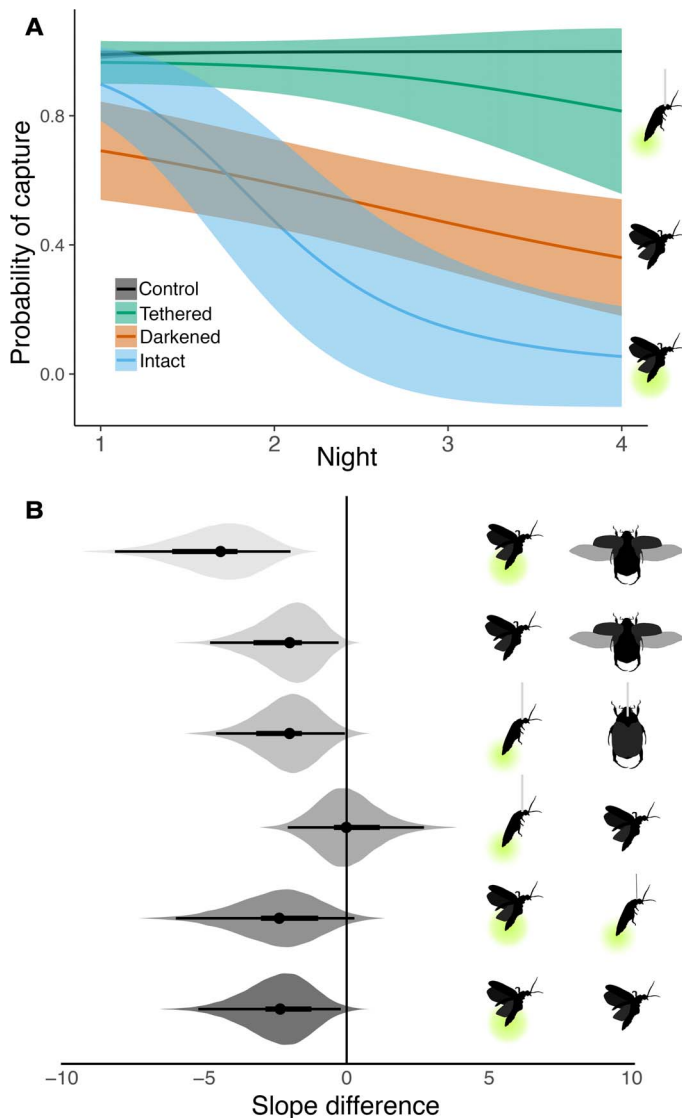 A
Probability of capture
0.8
0.4
0.0
Control
Tethered
Darkened
Intact
1 2 3 4
Night
B
−10 −5 0 5 10
Slope difference